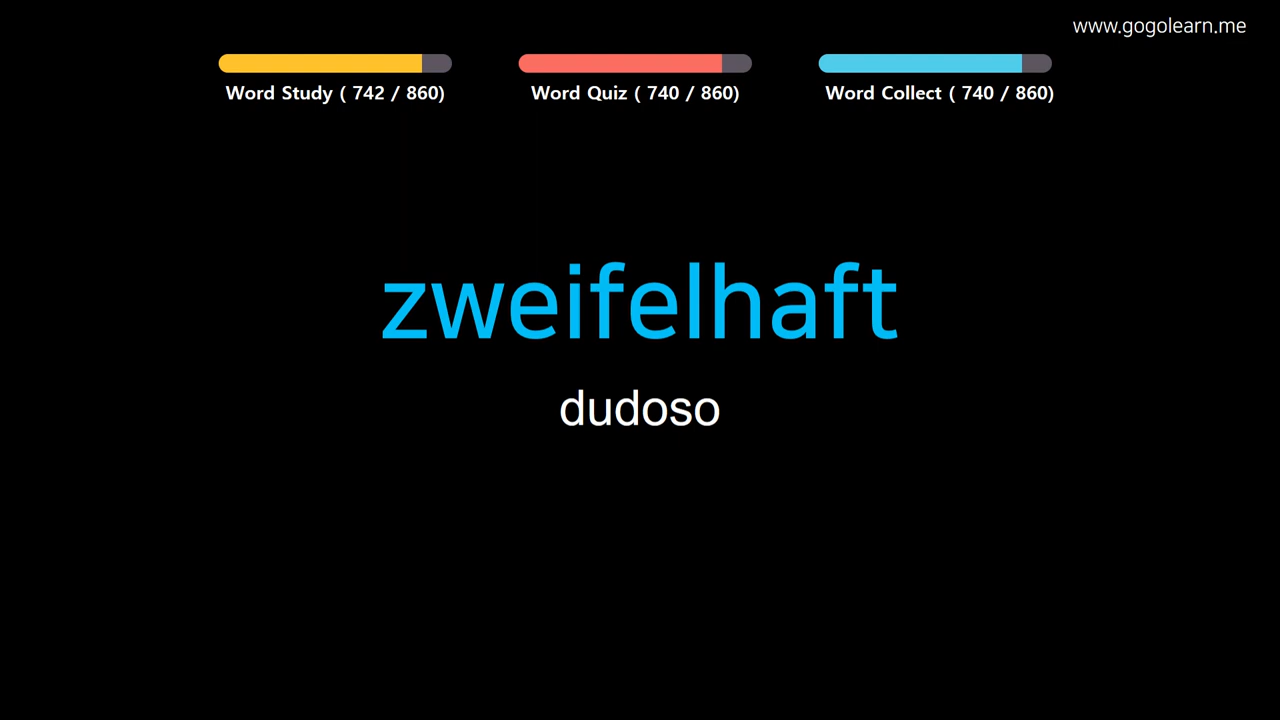 www.gogolearn.me
Word Study ( 742 / 860)
Word Quiz ( 740 / 860)
Word Collect ( 740 / 860)
zweifelhaft
dudoso